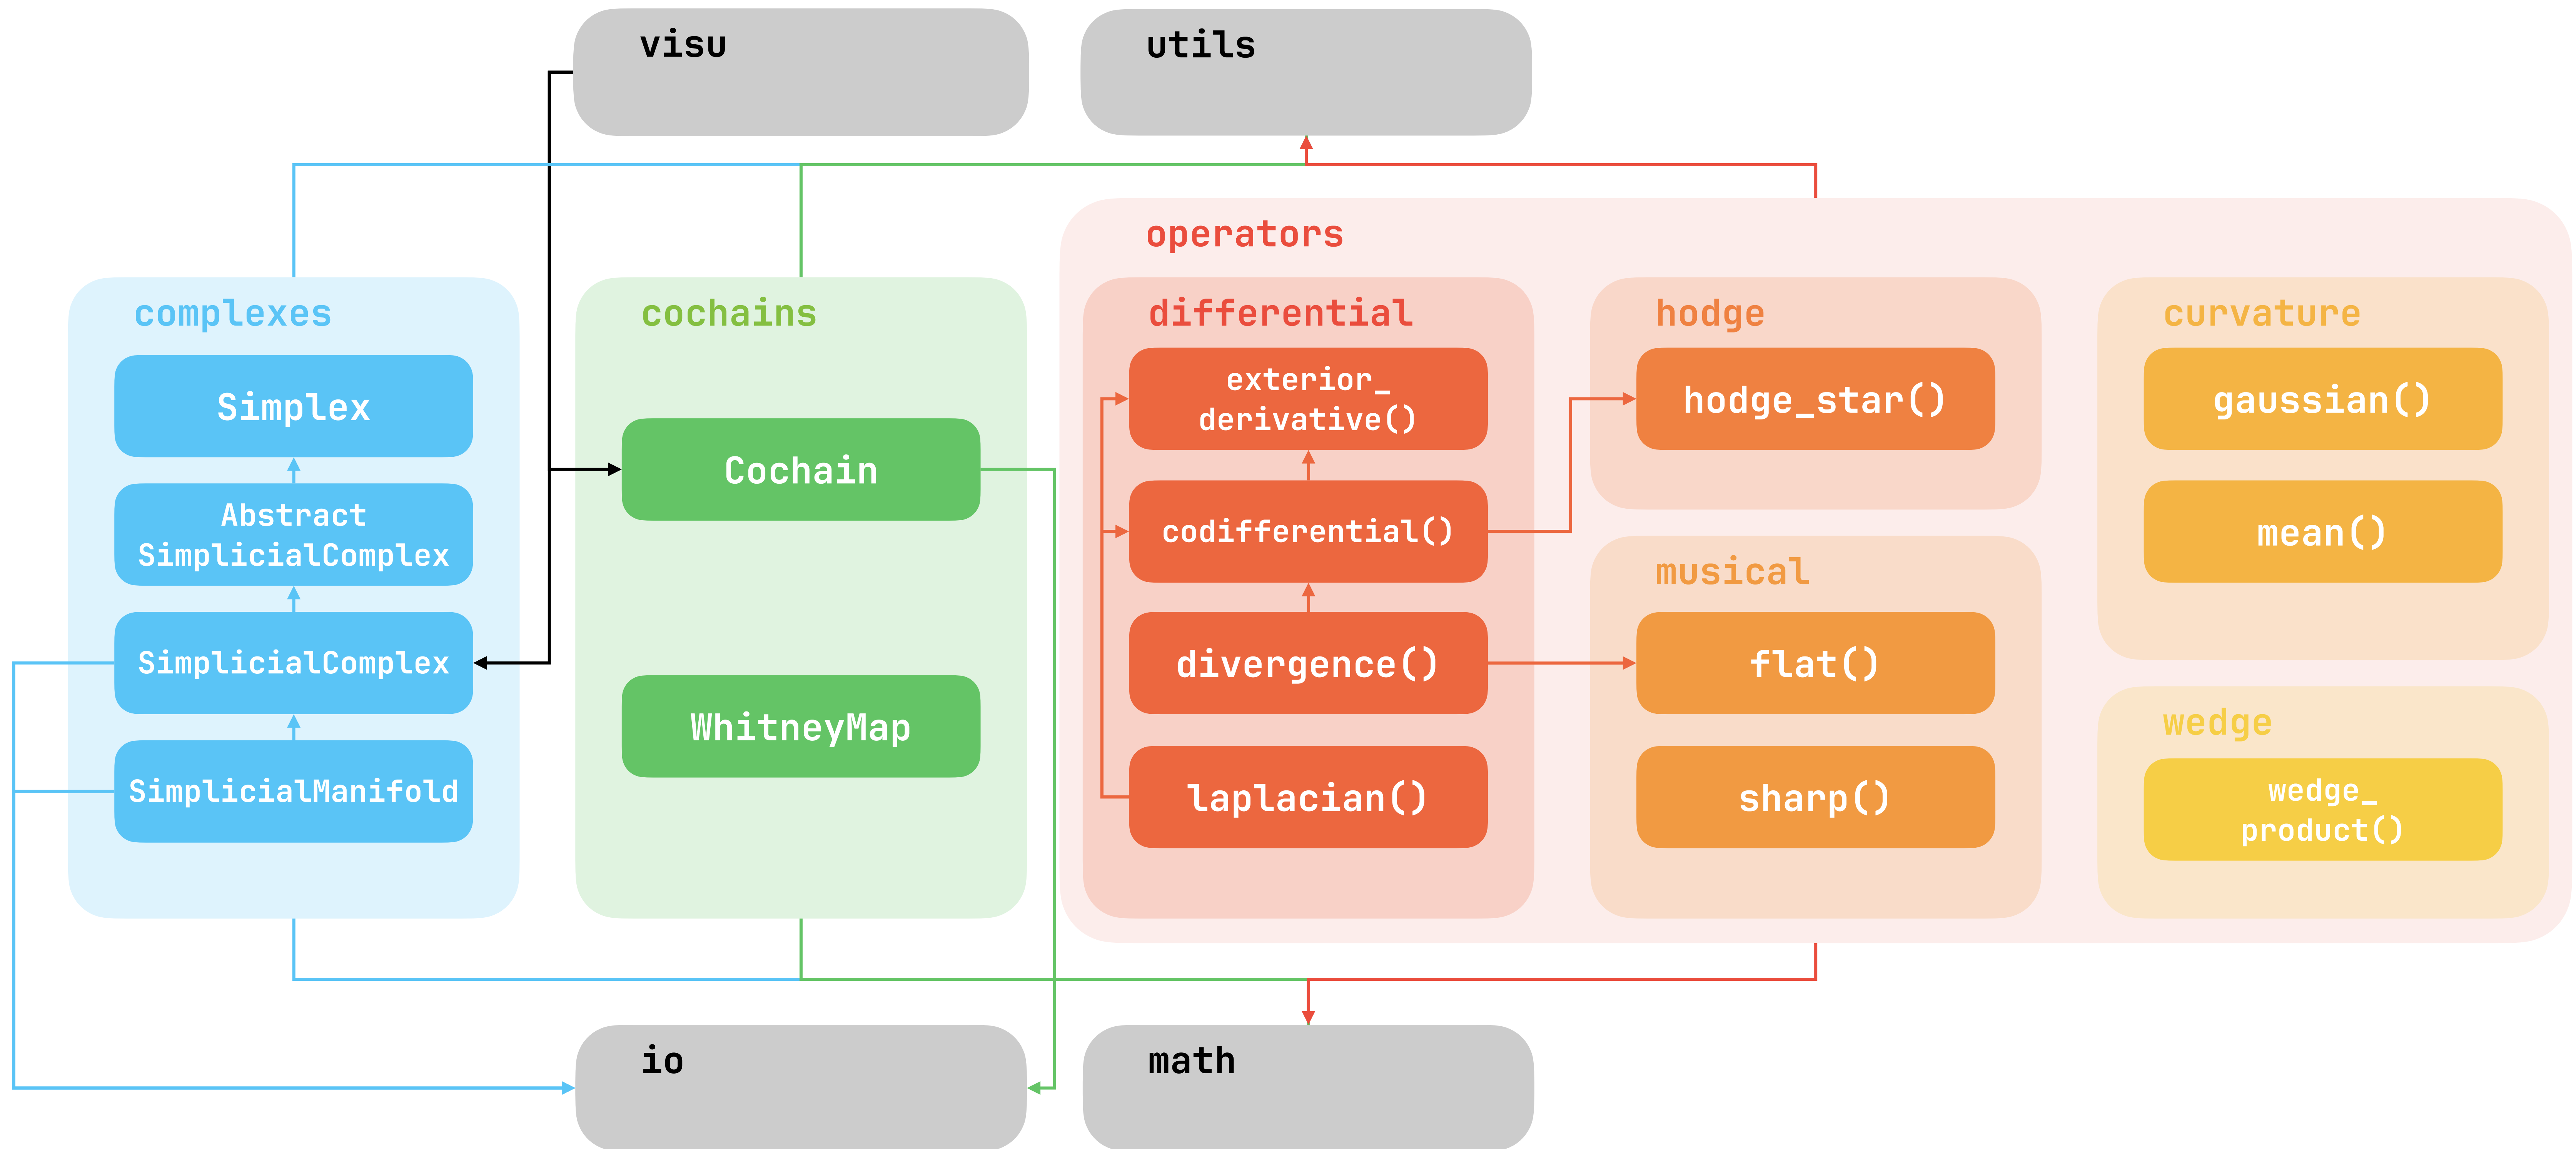 visu
utils
operators
complexes
Simplex
Abstract
SimplicialComplex
SimplicialComplex
SimplicialManifold
cochains
Cochain
WhitneyMap
differential
exterior_
derivative()
codifferential()
divergence()
laplacian()
hodge
hodge_star()
musical
flat()
sharp()
curvature
gaussian()
mean()
wedge
wedge_
product()
io
math